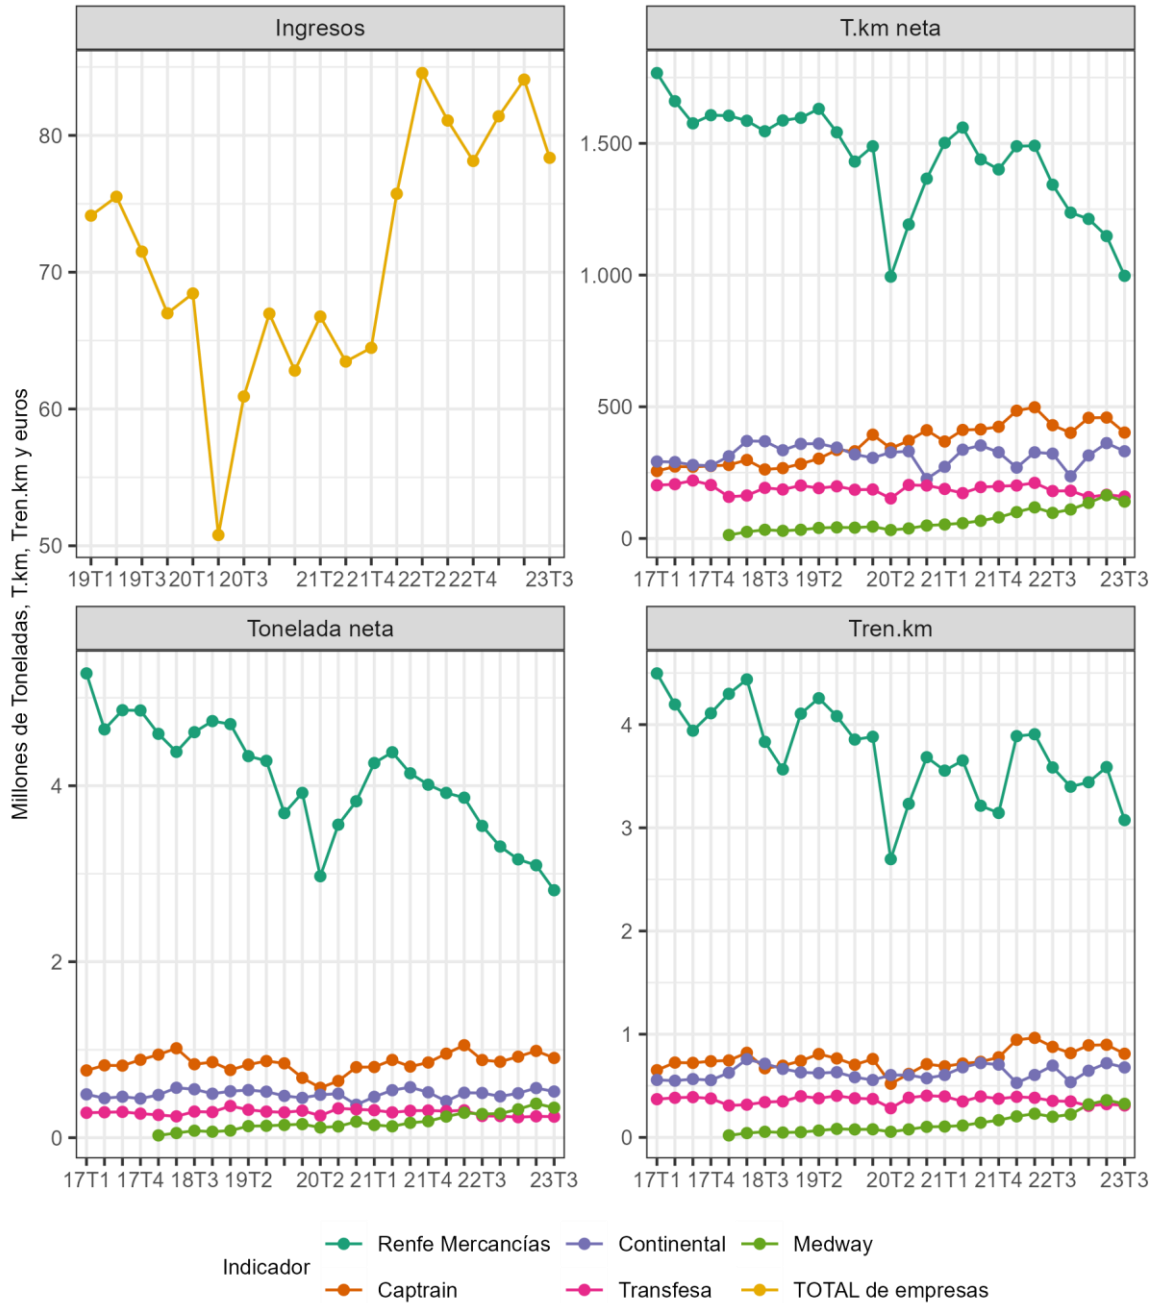 Ingresos
T.km neta
80
70
60
50
19T1 19T3 20T1 20T3 21T2 21T4 22T2 22T4 23T3
1.500
1.000
500
0
17T1 17T4 18T3 19T2 20T2 21T1 21T4 22T3 23T3
Millones de Toneladas, T.km, Tren.km y euros
Tonelada neta
Tren.km
4
2
0
17T1 17T4 18T3 19T2 20T2 21T1 21T4 22T3 23T3
4
3
2
1
0
17T1 17T4 18T3 19T2 20T2 21T1 21T4 22T3 23T3
Indicador
Renfe Mercancías Continental Medway
Captrain Transfesa TOTAL de empresas